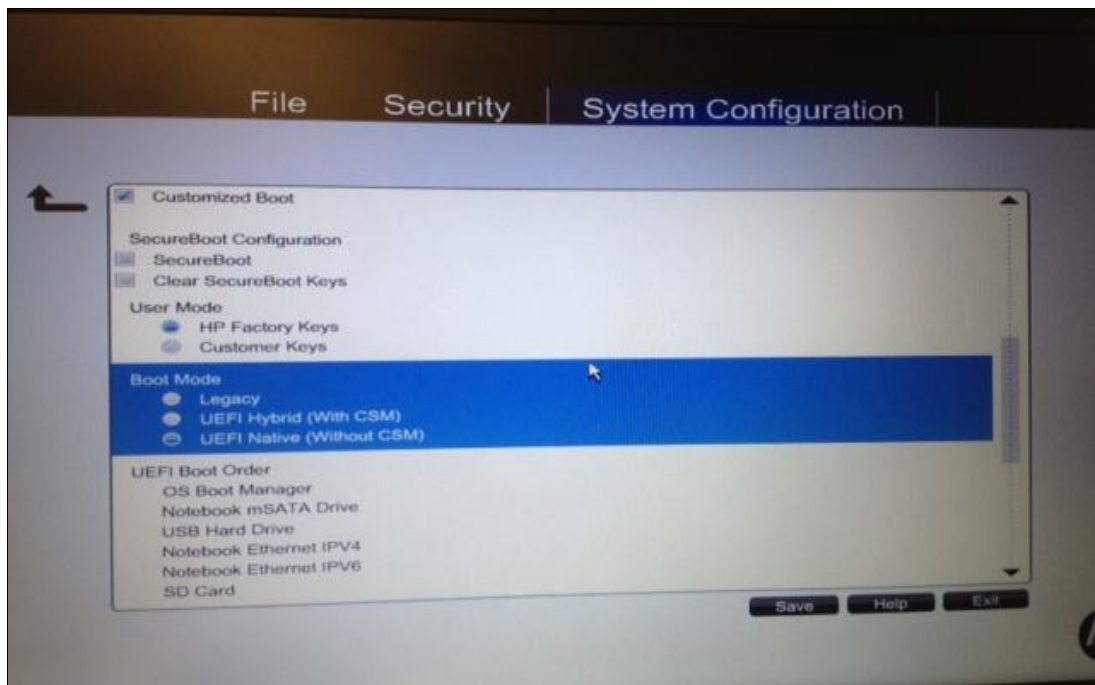 File Security System Configuration
Customized Boot
SecureBoot Configuration
SecureBoot
Clear SecureBoot Keys
User Mode
HP Factory Keys
Customer Keys
Boot Mode
Legacy
UEFI Hybrid (With CSM)
UEFI Native (Without CSM)
UEFI Boot Order
OS Boot Manager
Notebook mSATA Drive
USB Hard Drive
Notebook Ethernet IPV4
Notebook Ethernet IPV6
SD Card
Save Help Exit